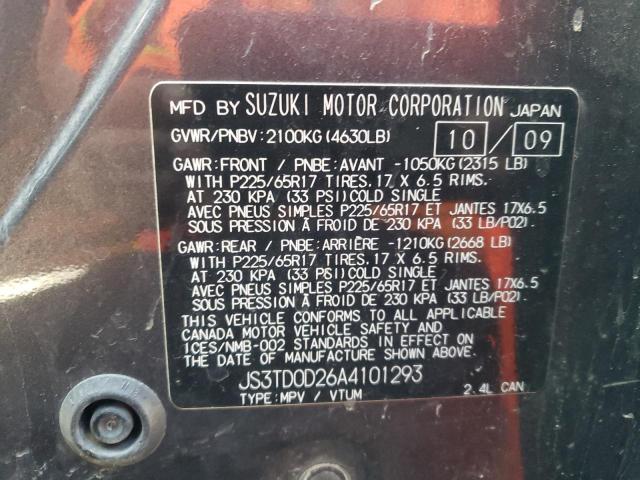 MFD BY SUZUKI MOTOR CORPORATION JAPAN
GVWR/PNBV:2100KG(4630LB) 10 / 09
GAWR:FRONT / PNBE:AVANT -1050KG(2315 LB)
WITH P225/65R17 TIRES.17 X 6.5 RIMS.
AT 230 KPA (33 PSI)COLD SINGLE
AVEC PNEUS SIMPLES P225/65R17 ET JANTES 17X6.5
SOUS PRESSION À FROID DE 230 KPA (33 LB/PO2).
GAWR:REAR / PNBE:ARRIÈRE -1210KG(2668 LB)
WITH P225/65R17 TIRES.17 X 6.5 RIMS.
AT 230 KPA (33 PSI)COLD SINGLE
AVEC PNEUS SIMPLES P225/65R17 ET JANTES 17X6.5
SOUS PRESSION À FROID DE 230 KPA (33 LB/PO2).
THIS VEHICLE CONFORMS TO ALL APPLICABLE
CANADA MOTOR VEHICLE SAFETY AND
ICES/NMB-002 STANDARDS IN EFFECT ON
THE DATE OF MANUFACTURE SHOWN ABOVE.
JS3TD0D26A4101293
TYPE:MPV / VTUM 2.4L CAN